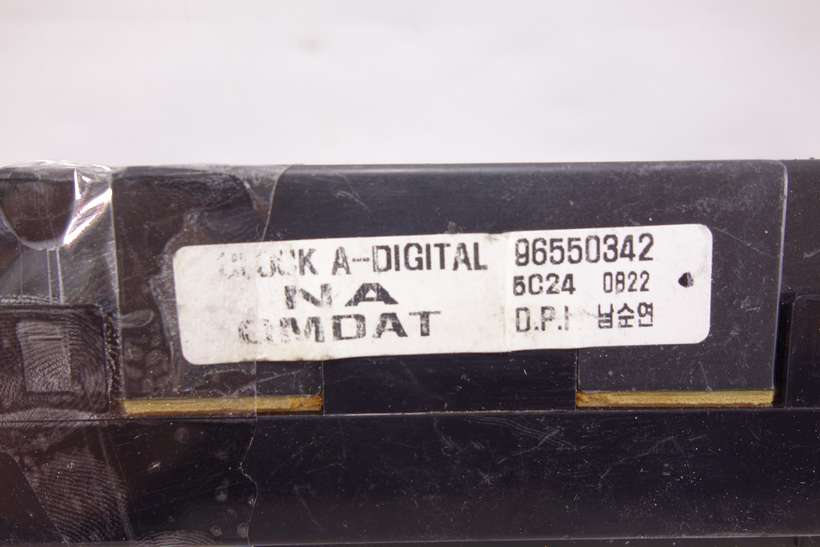 CLOCK A-DIGITAL 96550342
NA 5C24 0822
GMDAT D.P.I 남순연